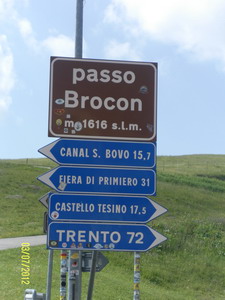 passo
Brocon
m 1616 s.l.m.
CANAL S. BOVO 15,7
FIERA DI PRIMIERO 31
CASTELLO TESINO 17,5
TRENTO 72
03/07/2012